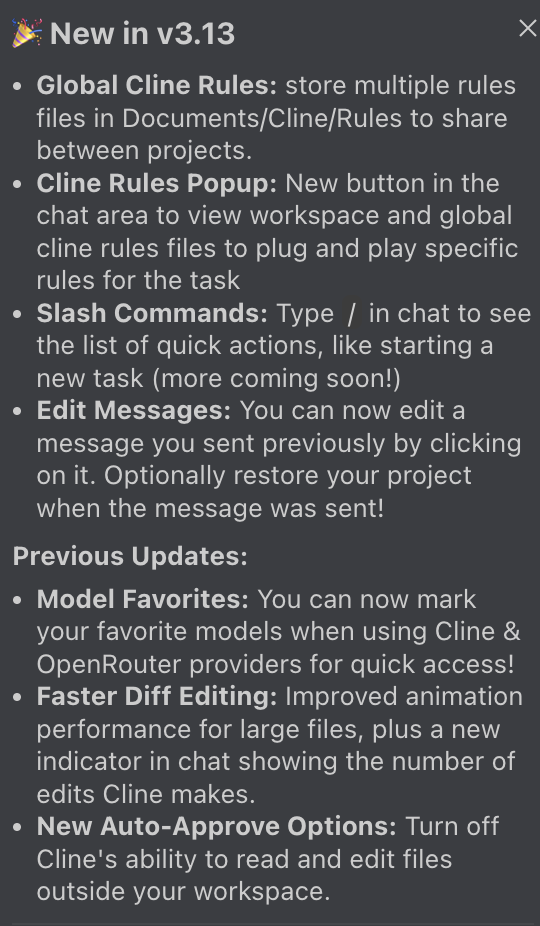 🎉 New in v3.13
• Global Cline Rules: store multiple rules
files in Documents/Cline/Rules to share
between projects.
• Cline Rules Popup: New button in the
chat area to view workspace and global
cline rules files to plug and play specific
rules for the task
• Slash Commands: Type / in chat to see
the list of quick actions, like starting a
new task (more coming soon!)
• Edit Messages: You can now edit a
message you sent previously by clicking
on it. Optionally restore your project
when the message was sent!
Previous Updates:
• Model Favorites: You can now mark
your favorite models when using Cline &
OpenRouter providers for quick access!
• Faster Diff Editing: Improved animation
performance for large files, plus a new
indicator in chat showing the number of
edits Cline makes.
• New Auto-Approve Options: Turn off
Cline's ability to read and edit files
outside your workspace.